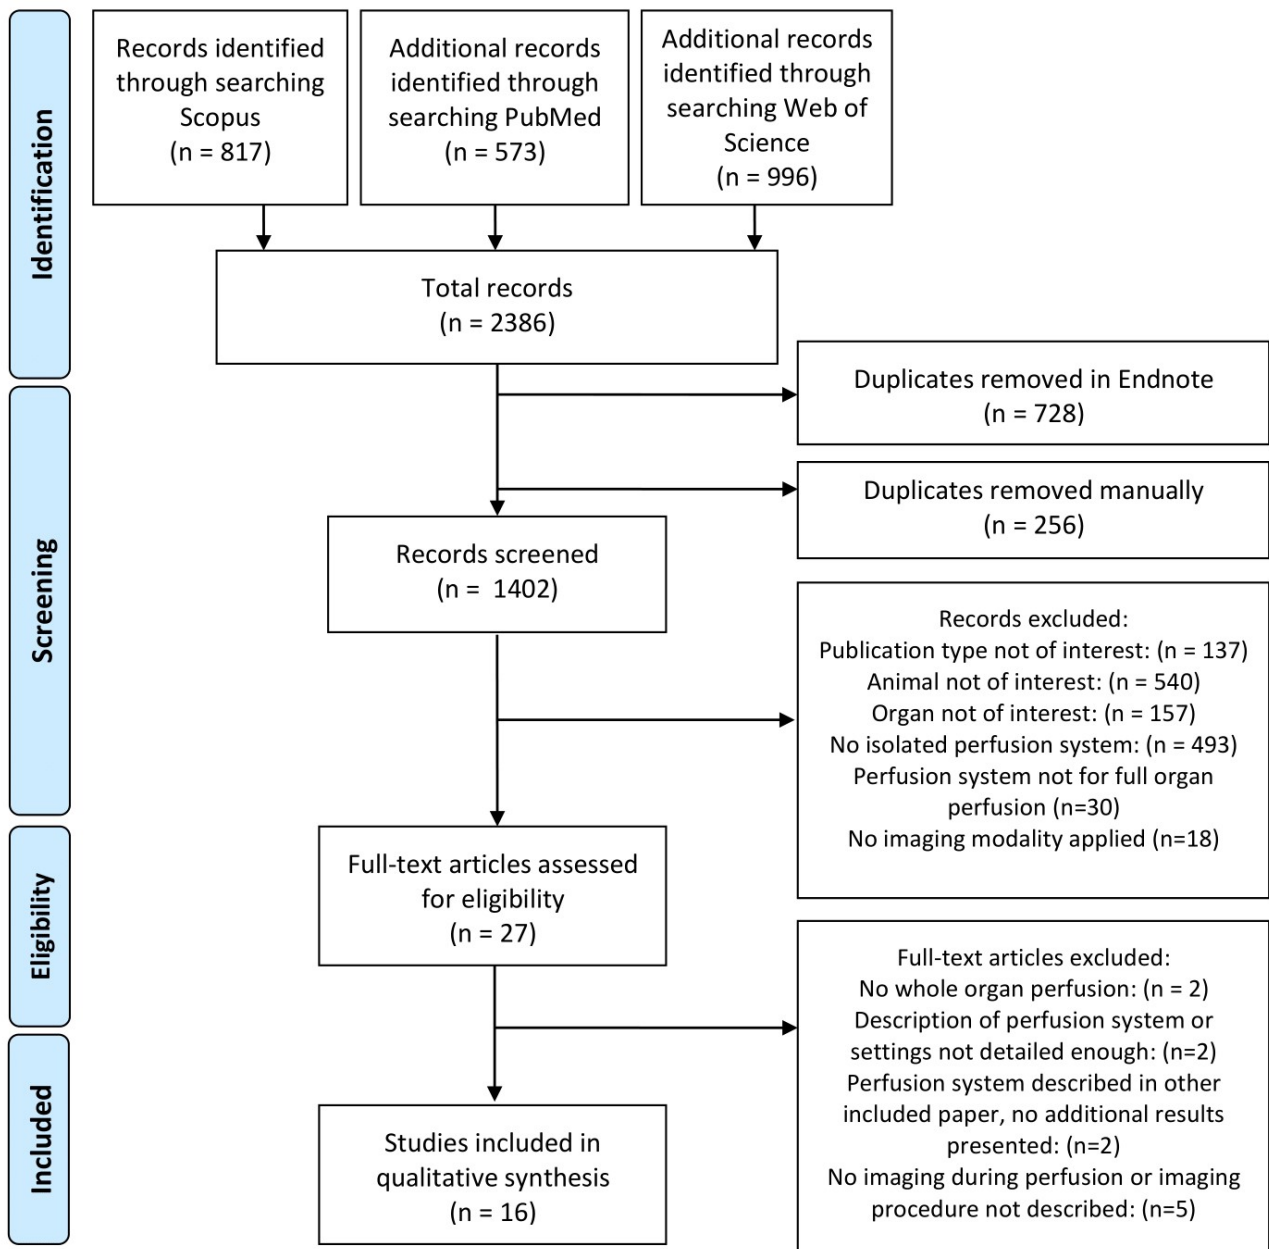 Identification
Records identified
through searching
Scopus
(n = 817)
Additional records
identified through
searching PubMed
(n = 573)
Additional records
identified through
searching Web of
Science
(n = 996)
Total records
(n = 2386)
Duplicates removed in Endnote
(n = 728)
Duplicates removed manually
(n = 256)
Screening
Records screened
(n = 1402)
Records excluded:
Publication type not of interest: (n = 137)
Animal not of interest: (n = 540)
Organ not of interest: (n = 157)
No isolated perfusion system: (n = 493)
Perfusion system not for full organ
perfusion (n=30)
No imaging modality applied (n=18)
Eligibility
Full-text articles assessed
for eligibility
(n = 27)
Full-text articles excluded:
No whole organ perfusion: (n = 2)
Description of perfusion system or
settings not detailed enough: (n=2)
Perfusion system described in other
included paper, no additional results
presented: (n=2)
No imaging during perfusion or imaging
procedure not described: (n=5)
Included
Studies included in
qualitative synthesis
(n = 16)